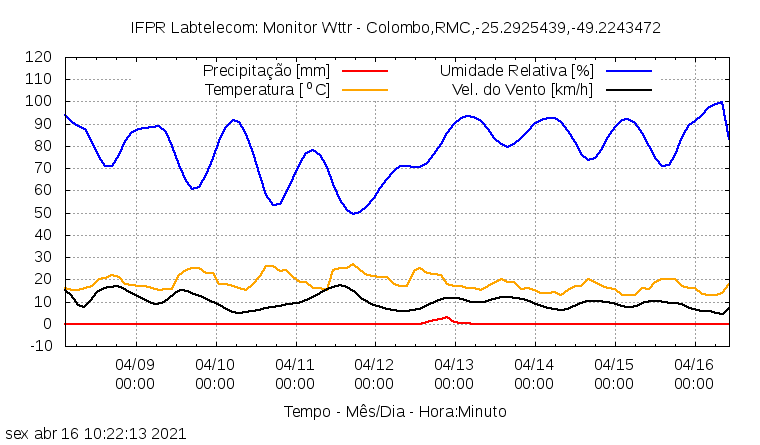 IFPR Labtelecom: Monitor Wttr - Colombo,RMC,-25.2925439,-49.2243472
120
110
100
90
80
70
60
50
40
30
20
10
0
-10
Precipitação [mm]
Temperatura [⁰C]
Umidade Relativa [%]
Vel. do Vento [km/h]
04/09 04/10 04/11 04/12 04/13 04/14 04/15 04/16
00:00 00:00 00:00 00:00 00:00 00:00 00:00 00:00
Tempo - Mês/Dia - Hora:Minuto
sex abr 16 10:22:13 2021